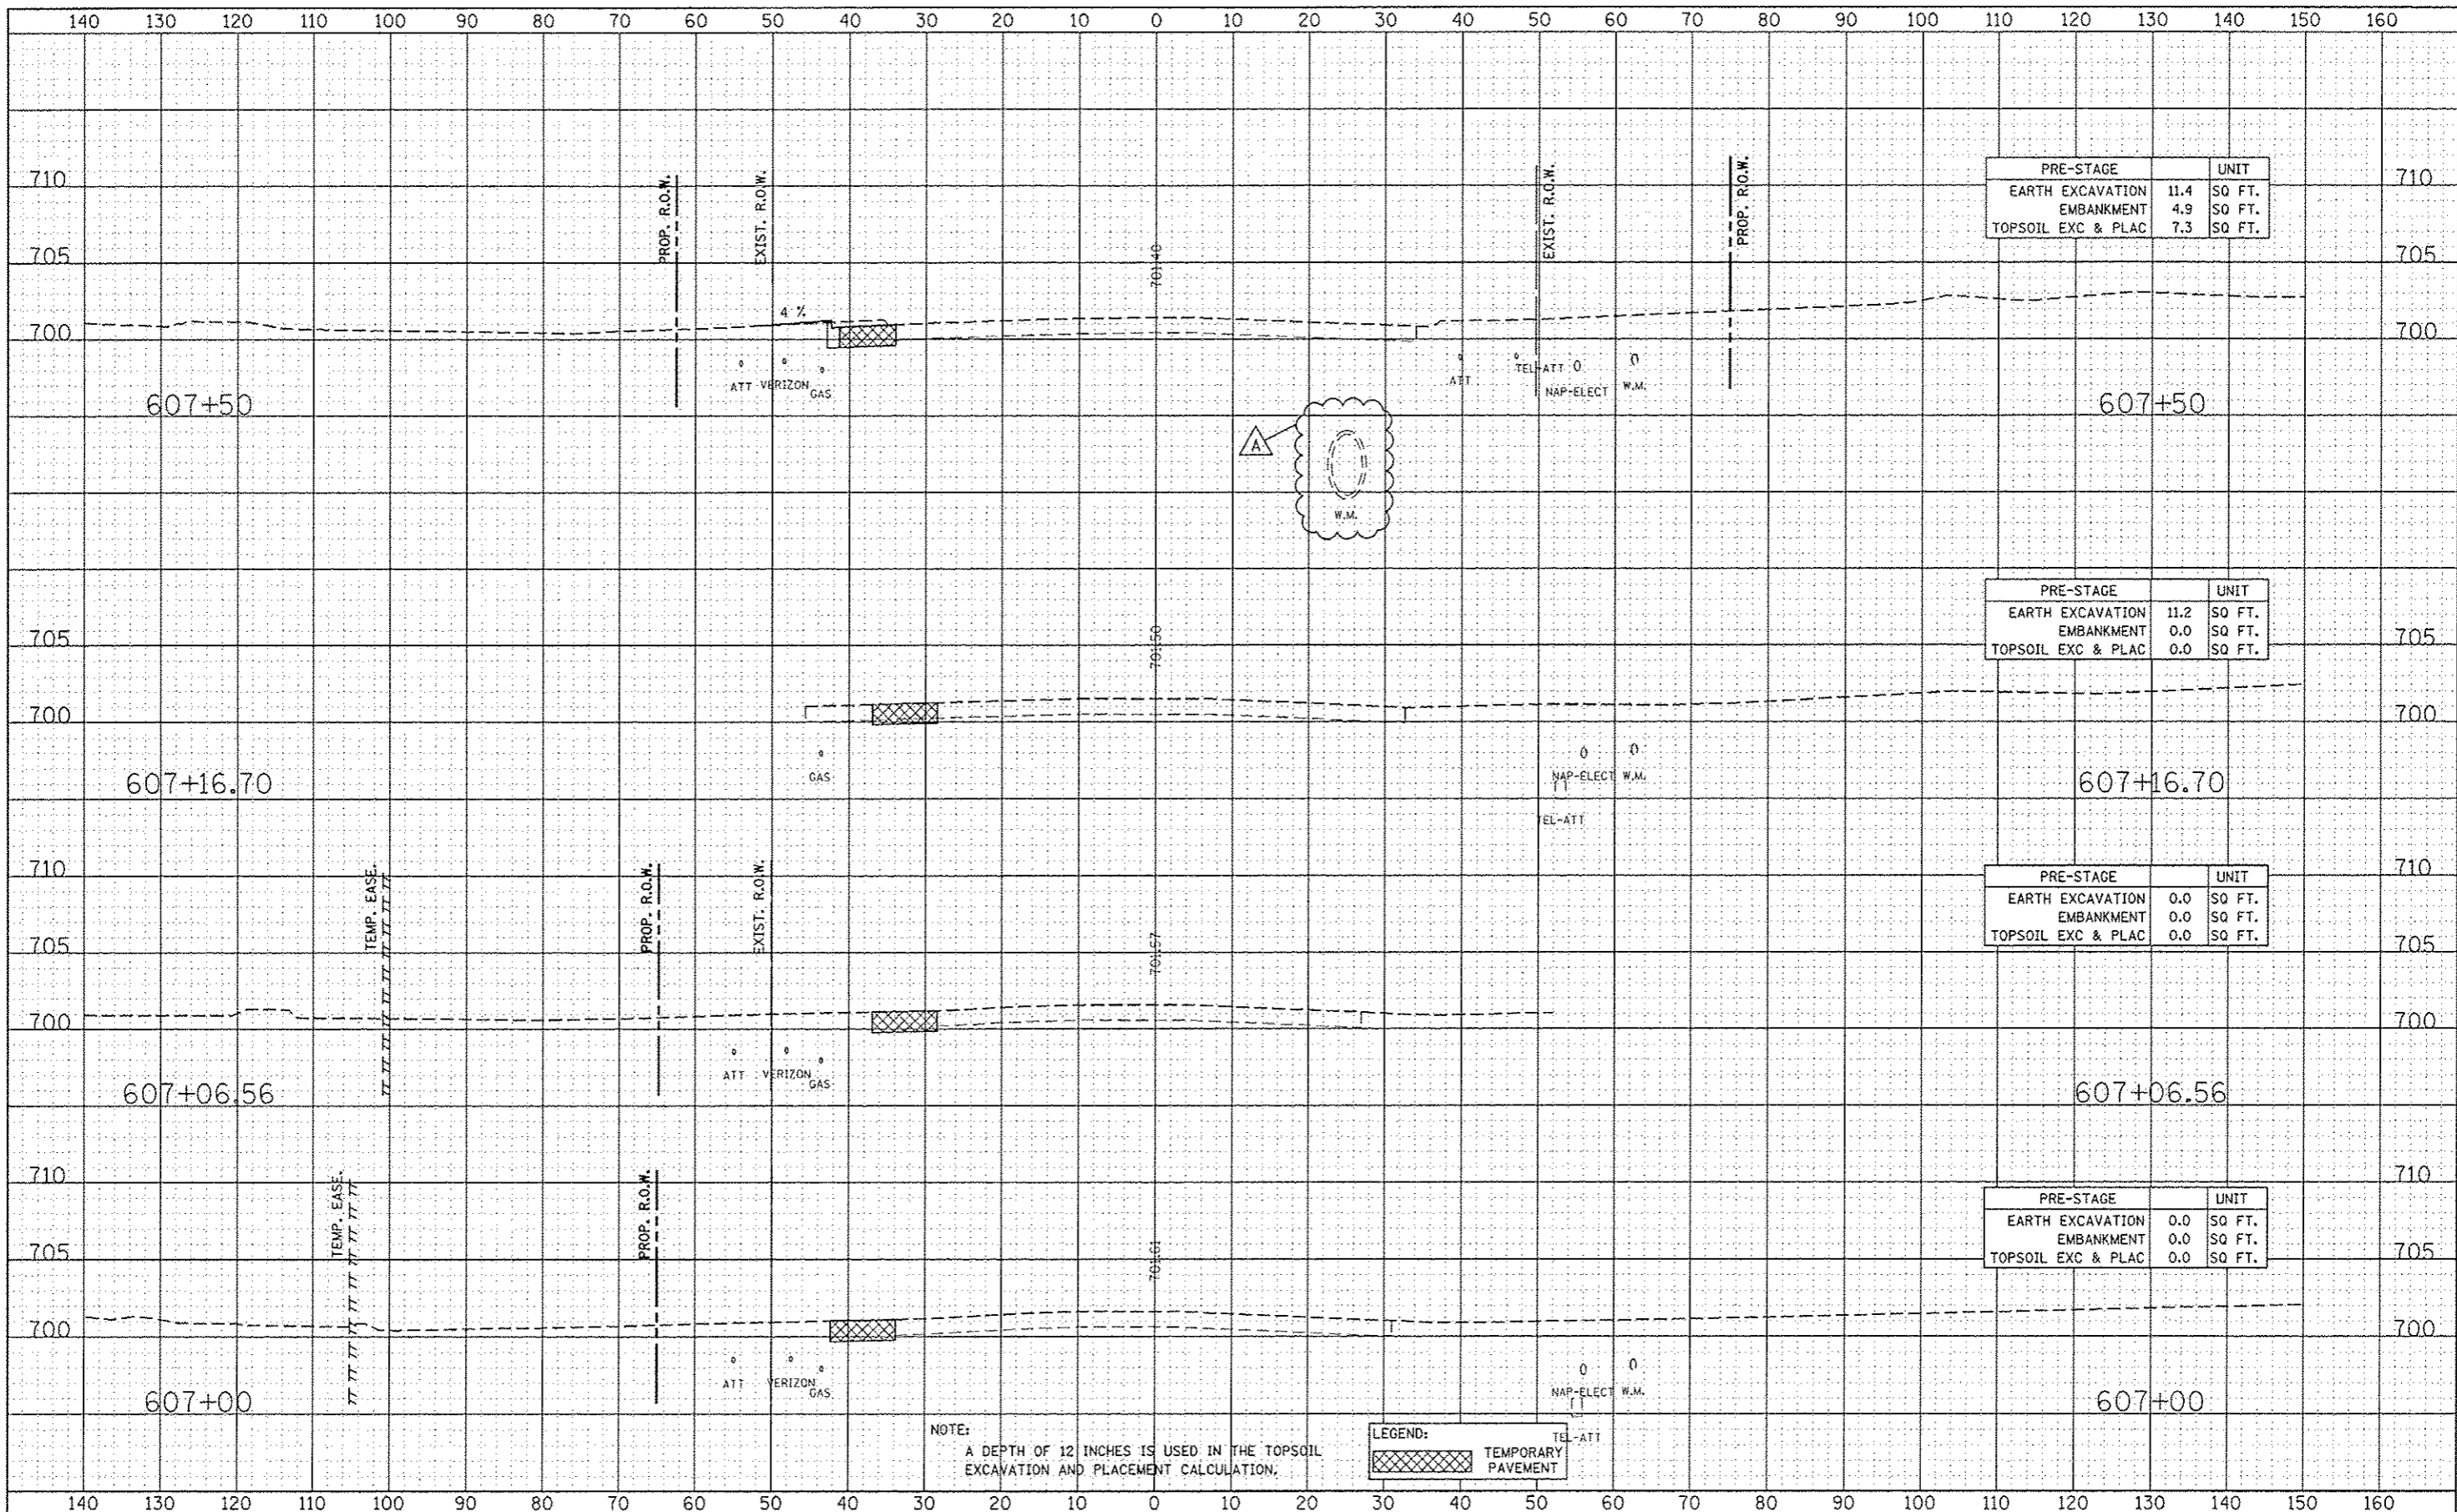 140 130 120 110 100 90 80 70 60 50 40 30 20 10 0 10 20 30 40 50 60 70 80 90 100 110 120 130 140 150 160
PRE-STAGE UNIT
EARTH EXCAVATION 11.4 SQ FT.
EMBANKMENT 4.9 SQ FT.
TOPSOIL EXC & PLAC 7.3 SQ FT.
710 710
PROP. R.O.W.
EXIST. R.O.W.
701.40
EXIST. R.O.W.
PROP. R.O.W.
705 705
4 %
700 700
ATT VERIZON GAS
ATT TEL-ATT NAP-ELECT W.M.
607+50 607+50
A
W.M.
PRE-STAGE UNIT
EARTH EXCAVATION 11.2 SQ FT.
EMBANKMENT 0.0 SQ FT.
TOPSOIL EXC & PLAC 0.0 SQ FT.
705 705
701.50
700 700
GAS
NAP-ELECT W.M.
607+16.70 607+16.70
TEL-ATT
710 710
PRE-STAGE UNIT
EARTH EXCAVATION 0.0 SQ FT.
EMBANKMENT 0.0 SQ FT.
TOPSOIL EXC & PLAC 0.0 SQ FT.
TEMP. EASE.
PROP. R.O.W.
EXIST. R.O.W.
701.57
705 705
700 700
ATT VERIZON GAS
607+06.56 607+06.56
710 710
PRE-STAGE UNIT
EARTH EXCAVATION 0.0 SQ FT.
EMBANKMENT 0.0 SQ FT.
TOPSOIL EXC & PLAC 0.0 SQ FT.
TEMP. EASE.
PROP. R.O.W.
701.61
705 705
700 700
ATT VERIZON GAS
NAP-ELECT W.M.
607+00 607+00
TEL-ATT
NOTE:
A DEPTH OF 12 INCHES IS USED IN THE TOPSOIL
EXCAVATION AND PLACEMENT CALCULATION.
LEGEND:
TEMPORARY
PAVEMENT
140 130 120 110 100 90 80 70 60 50 40 30 20 10 0 10 20 30 40 50 60 70 80 90 100 110 120 130 140 150 160